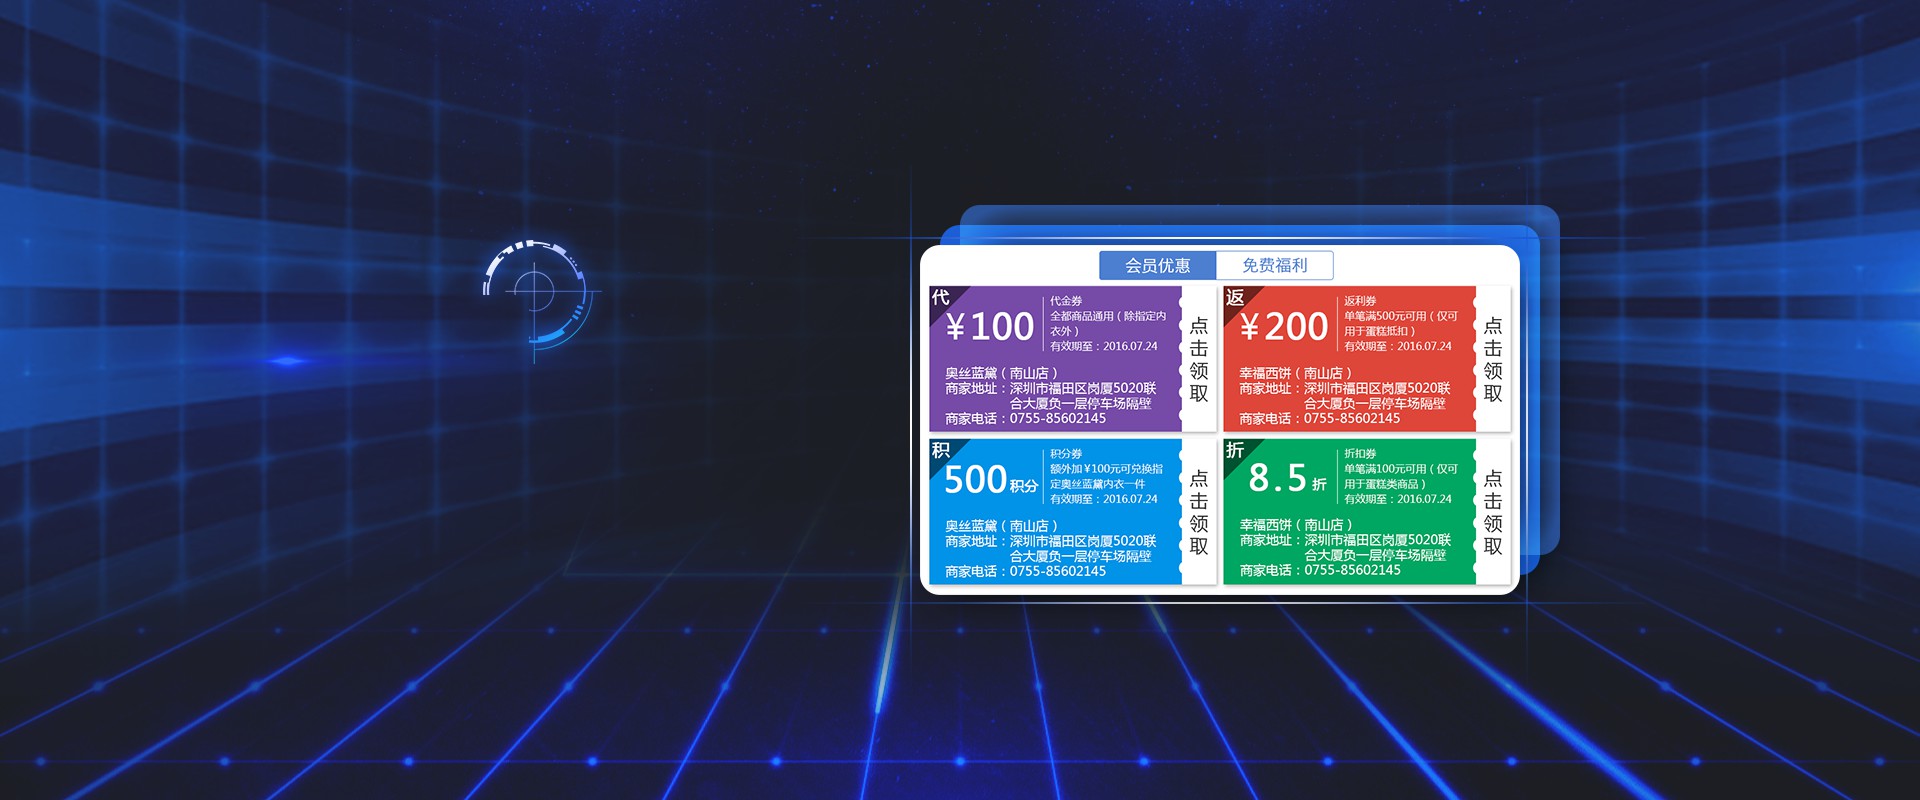 会员优惠 免费福利
代
¥100
代金券
全都商品通用（除指定内
衣外）
有效期至：2016.07.24
奥丝蓝黛（南山店）
商家地址：深圳市福田区岗厦5020联
合大厦负一层停车场隔壁
商家电话：0755-85602145
点击领取
返
¥200
返利券
单笔满500元可用（仅可
用于蛋糕抵扣）
有效期至：2016.07.24
幸福西饼（南山店）
商家地址：深圳市福田区岗厦5020联
合大厦负一层停车场隔壁
商家电话：0755-85602145
点击领取
积
500积分
积分券
额外加¥100元可兑换指
定奥丝蓝黛内衣一件
有效期至：2016.07.24
奥丝蓝黛（南山店）
商家地址：深圳市福田区岗厦5020联
合大厦负一层停车场隔壁
商家电话：0755-85602145
点击领取
折
8.5折
折扣券
单笔满100元可用（仅可
用于蛋糕类商品）
有效期至：2016.07.24
幸福西饼（南山店）
商家地址：深圳市福田区岗厦5020联
合大厦负一层停车场隔壁
商家电话：0755-85602145
点击领取